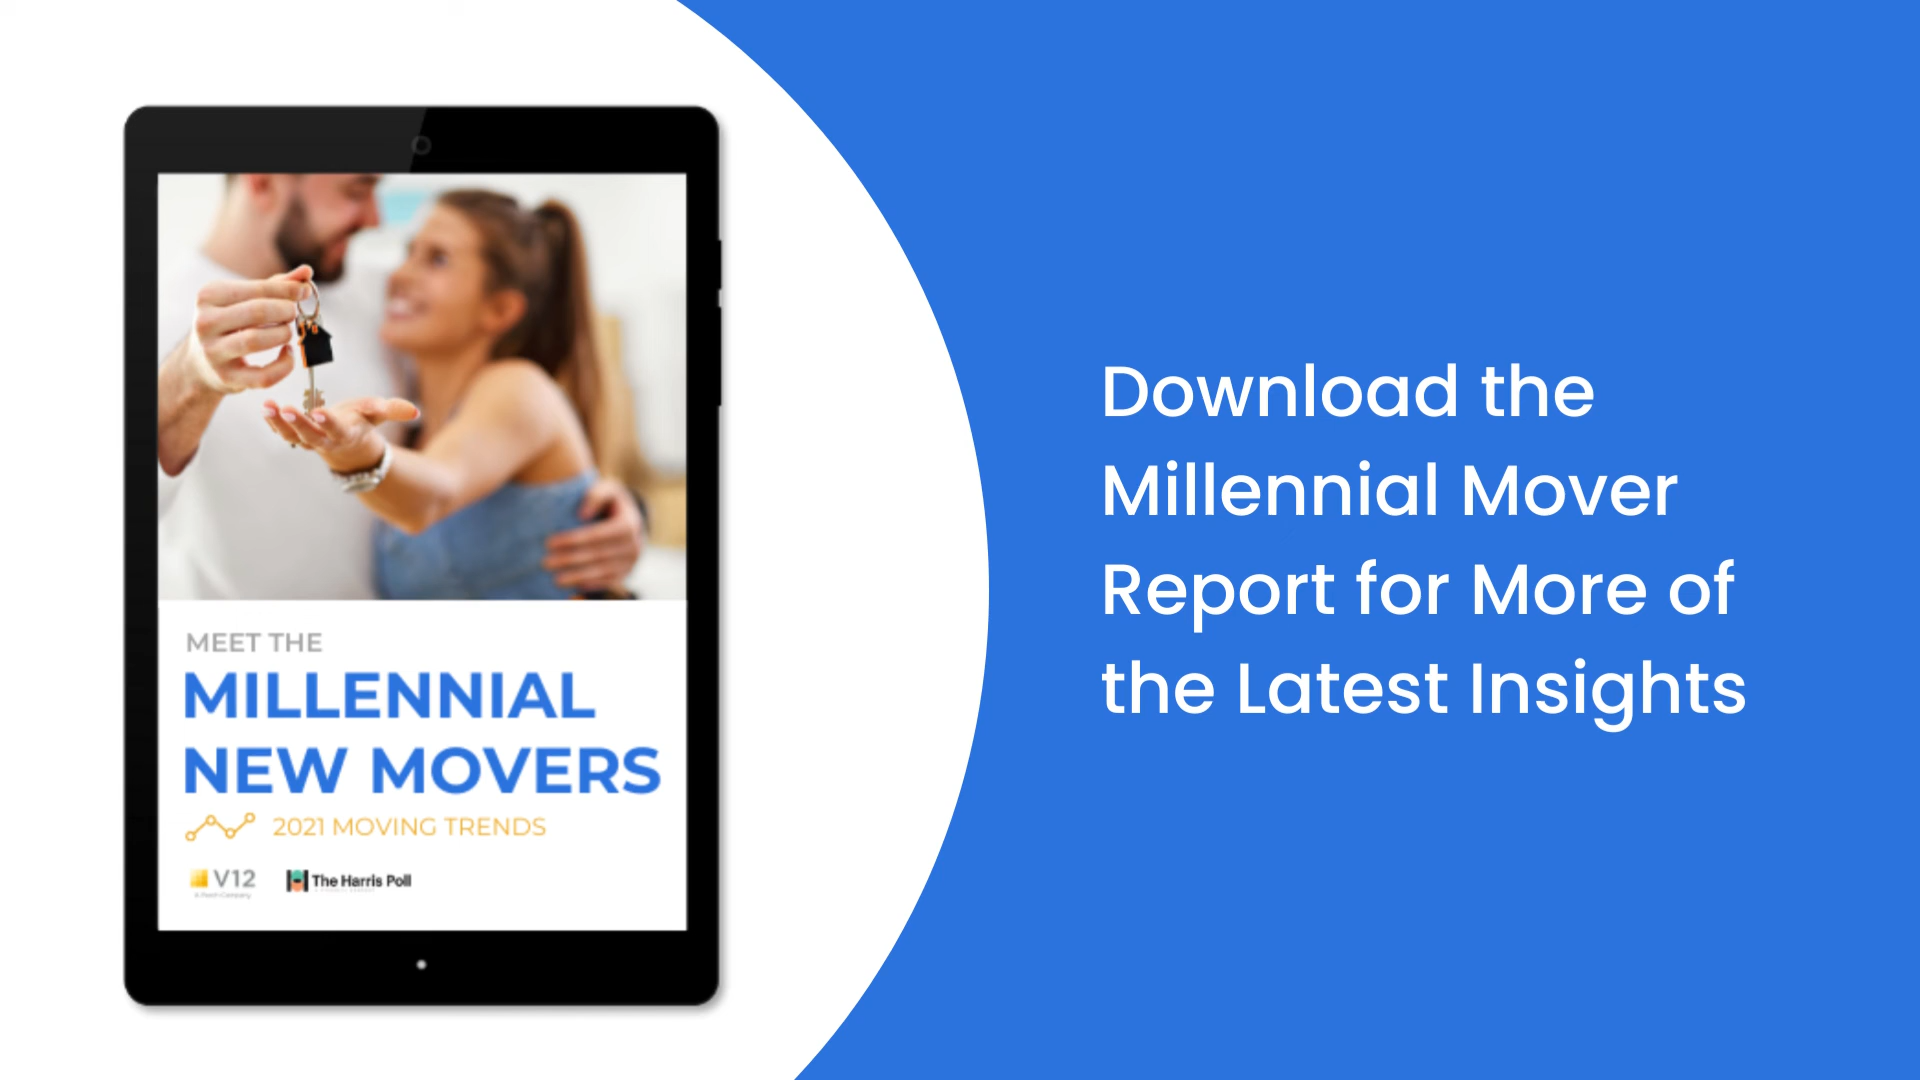 MEET THE
MILLENNIAL
NEW MOVERS
2021 MOVING TRENDS
V12
The Harris Poll
Download the
Millennial Mover
Report for More of
the Latest Insights